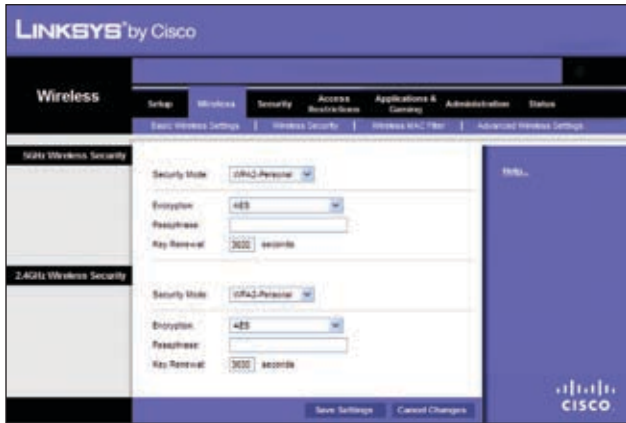 LINKSYS® by Cisco
Wireless
Setup Wireless Security Access Restrictions Applications & Gaming Administration Status
Basic Wireless Settings | Wireless Security | Wireless MAC Filter | Advanced Wireless Settings
5GHz Wireless Security
Security Mode: WPA2-Personal
Encryption: AES
Passphrase:
Key Renewal: 3600 seconds
Help...
2.4GHz Wireless Security
Security Mode: WPA2-Personal
Encryption: AES
Passphrase:
Key Renewal: 3600 seconds
Save Settings Cancel Changes
CISCO